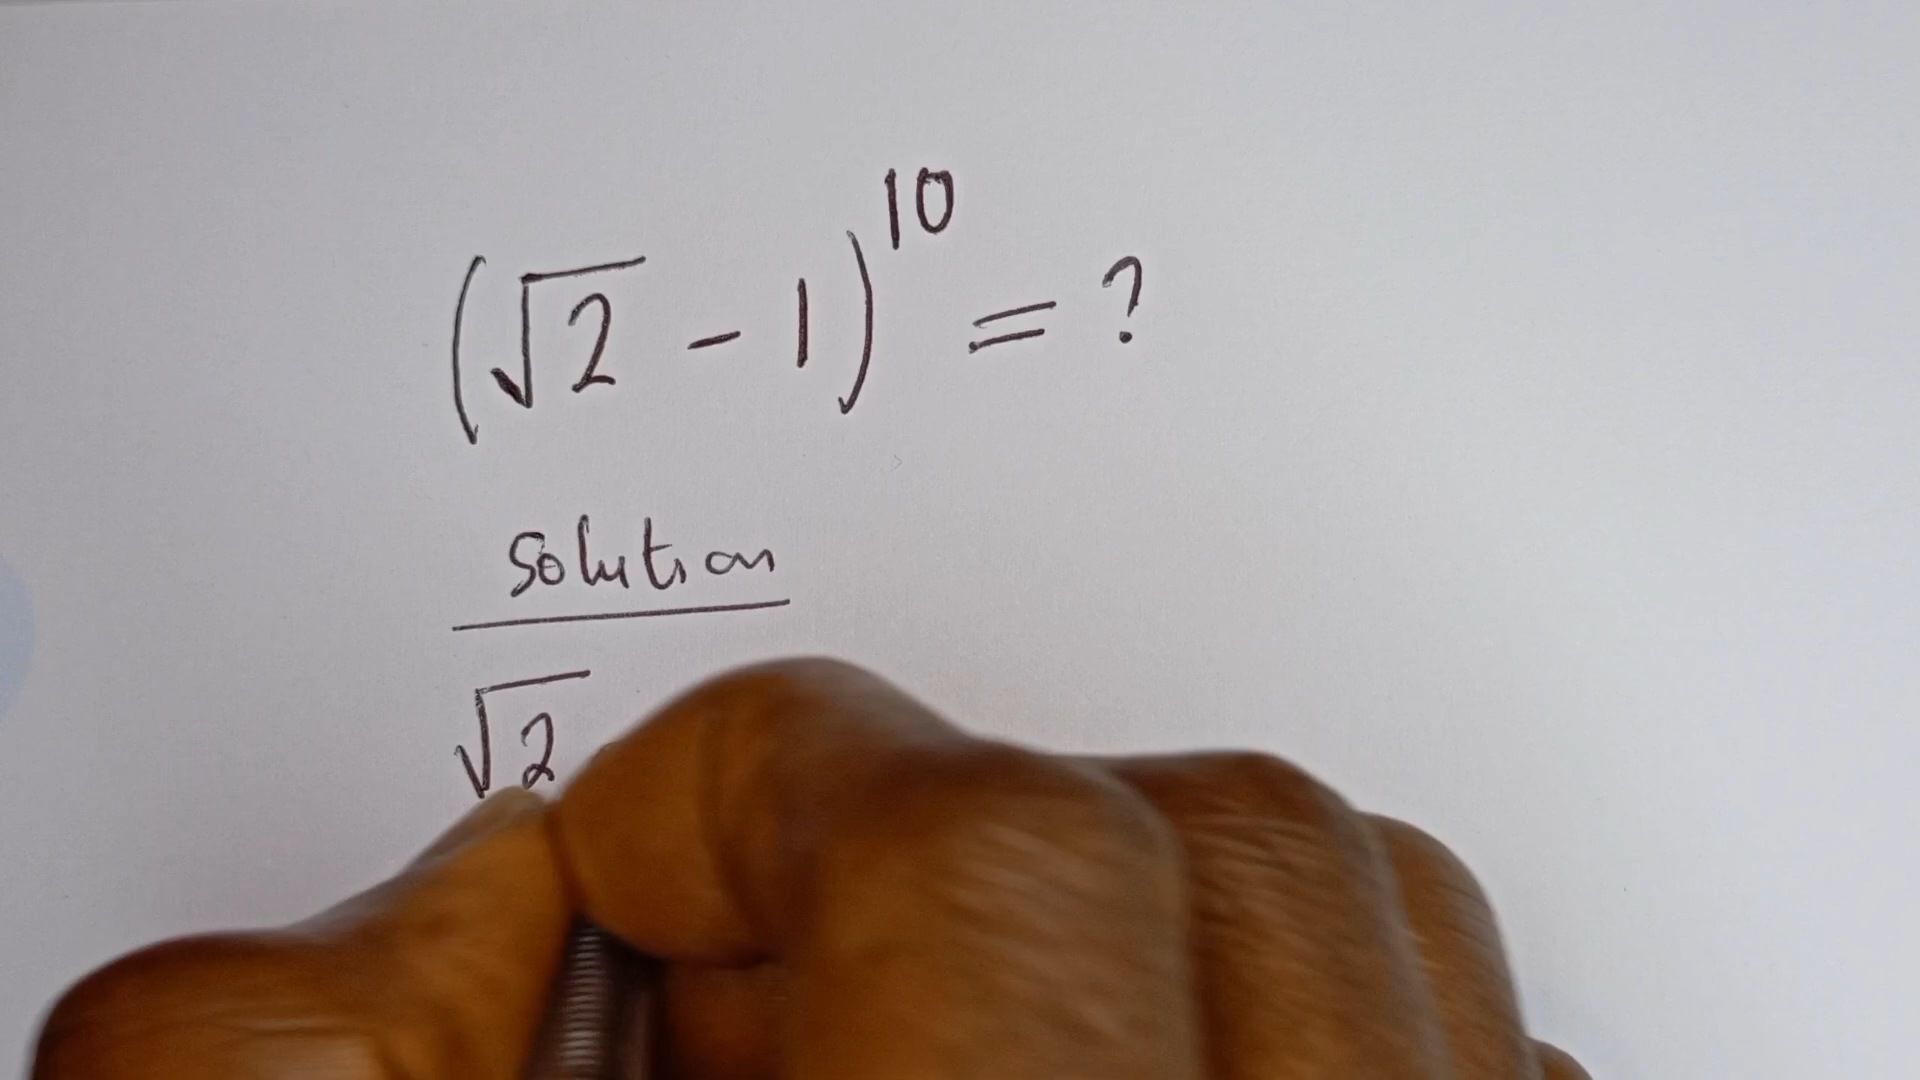 (√2 - 1)^10 = ?
solution
√2